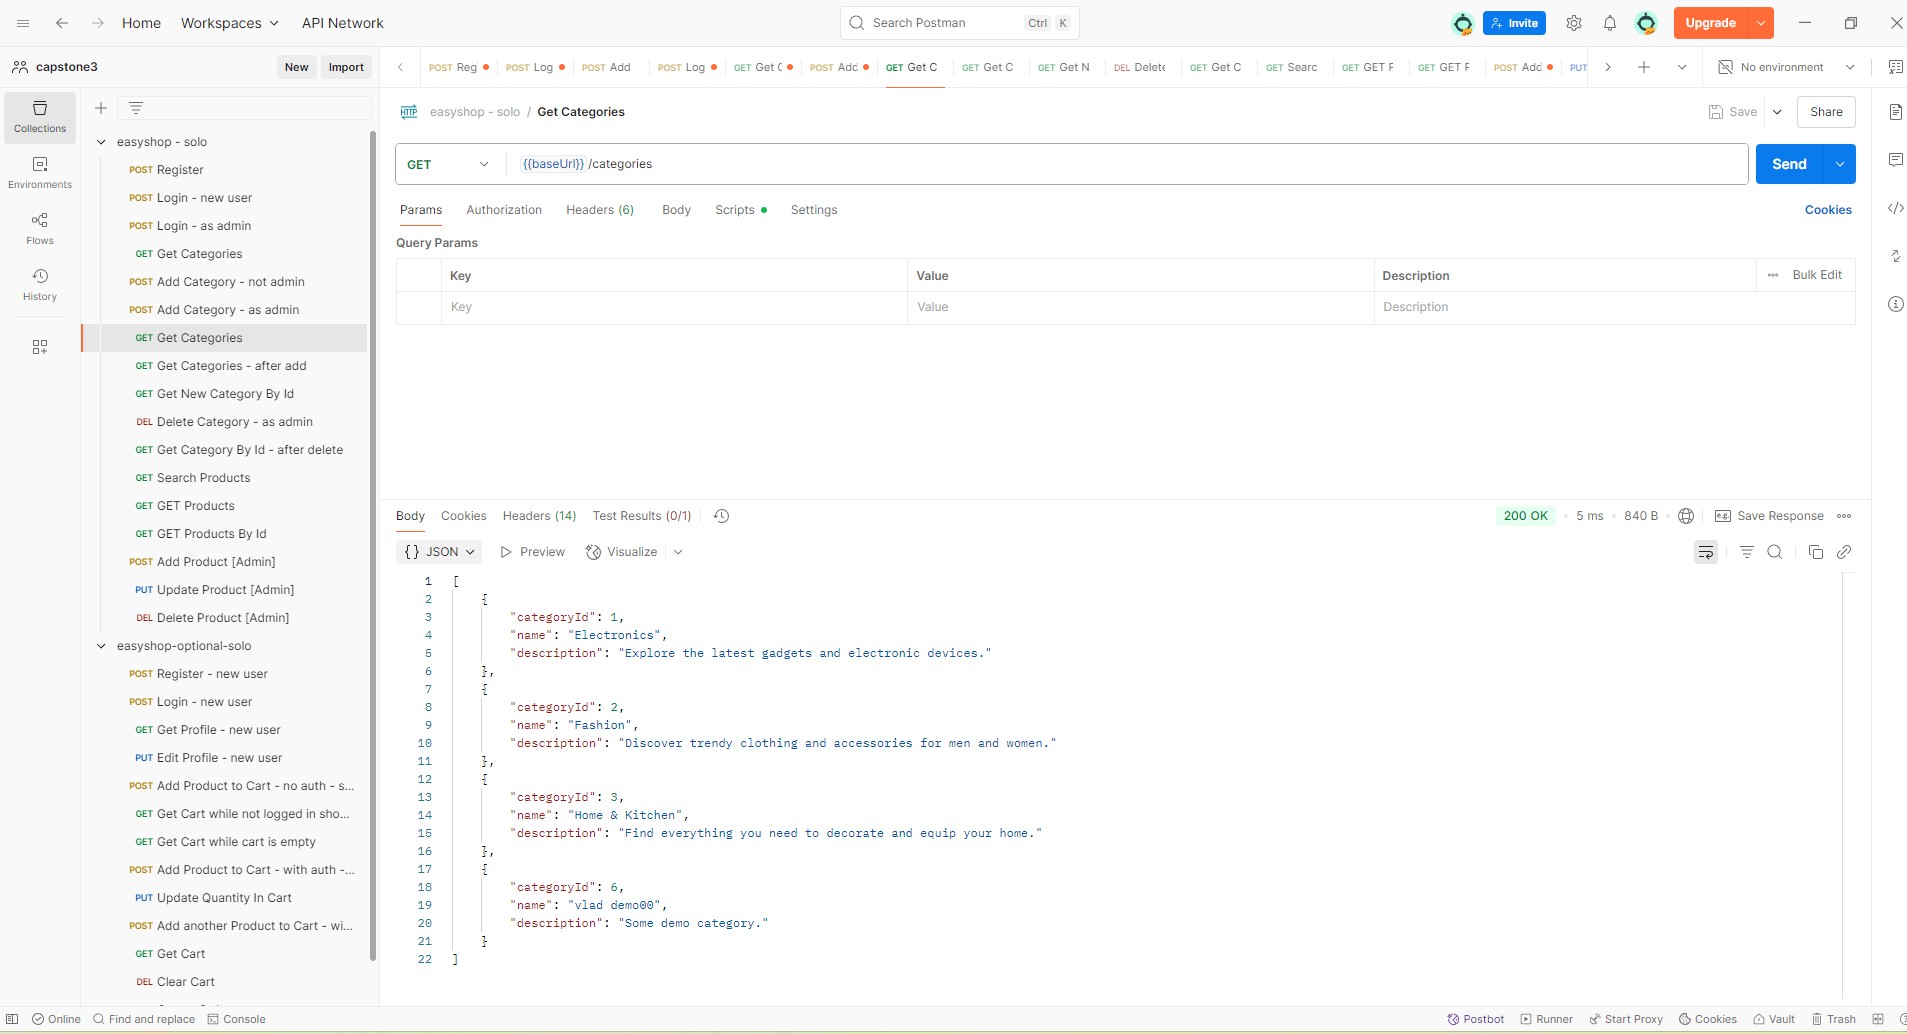 Home Workspaces API Network Search Postman Ctrl K Invite Upgrade
capstone3 New Import
POST Reg POST Log POST Add POST Log GET Get ( POST Add GET Get C GET Get C GET Get N DEL Delete GET Get C GET Searc GET GET F GET GET F POST Add PUT No environment
Collections
Environments
Flows
History
easyshop - solo
POST Register
POST Login - new user
POST Login - as admin
GET Get Categories
POST Add Category - not admin
POST Add Category - as admin
GET Get Categories
GET Get Categories - after add
GET Get New Category By Id
DEL Delete Category - as admin
GET Get Category By Id - after delete
GET Search Products
GET GET Products
GET GET Products By Id
POST Add Product [Admin]
PUT Update Product [Admin]
DEL Delete Product [Admin]
easyshop-optional-solo
POST Register - new user
POST Login - new user
GET Get Profile - new user
PUT Edit Profile - new user
POST Add Product to Cart - no auth - s...
GET Get Cart while not logged in sho...
GET Get Cart while cart is empty
POST Add Product to Cart - with auth -...
PUT Update Quantity In Cart
POST Add another Product to Cart - wi...
GET Get Cart
DEL Clear Cart
HTTP easyshop - solo / Get Categories Save Share
GET {{baseUrl}} /categories Send
Params Authorization Headers (6) Body Scripts Settings Cookies
Query Params
Key Value Description Bulk Edit
Key Value Description
Body Cookies Headers (14) Test Results (0/1) 200 OK 5 ms 840 B e.g. Save Response
{} JSON Preview Visualize
1 [
2 {
3 "categoryId": 1,
4 "name": "Electronics",
5 "description": "Explore the latest gadgets and electronic devices."
6 },
7 {
8 "categoryId": 2,
9 "name": "Fashion",
10 "description": "Discover trendy clothing and accessories for men and women."
11 },
12 {
13 "categoryId": 3,
14 "name": "Home & Kitchen",
15 "description": "Find everything you need to decorate and equip your home."
16 },
17 {
18 "categoryId": 6,
19 "name": "vlad demo00",
20 "description": "Some demo category."
21 }
22 ]
Online Find and replace Console Postbot Runner Start Proxy Cookies Vault Trash